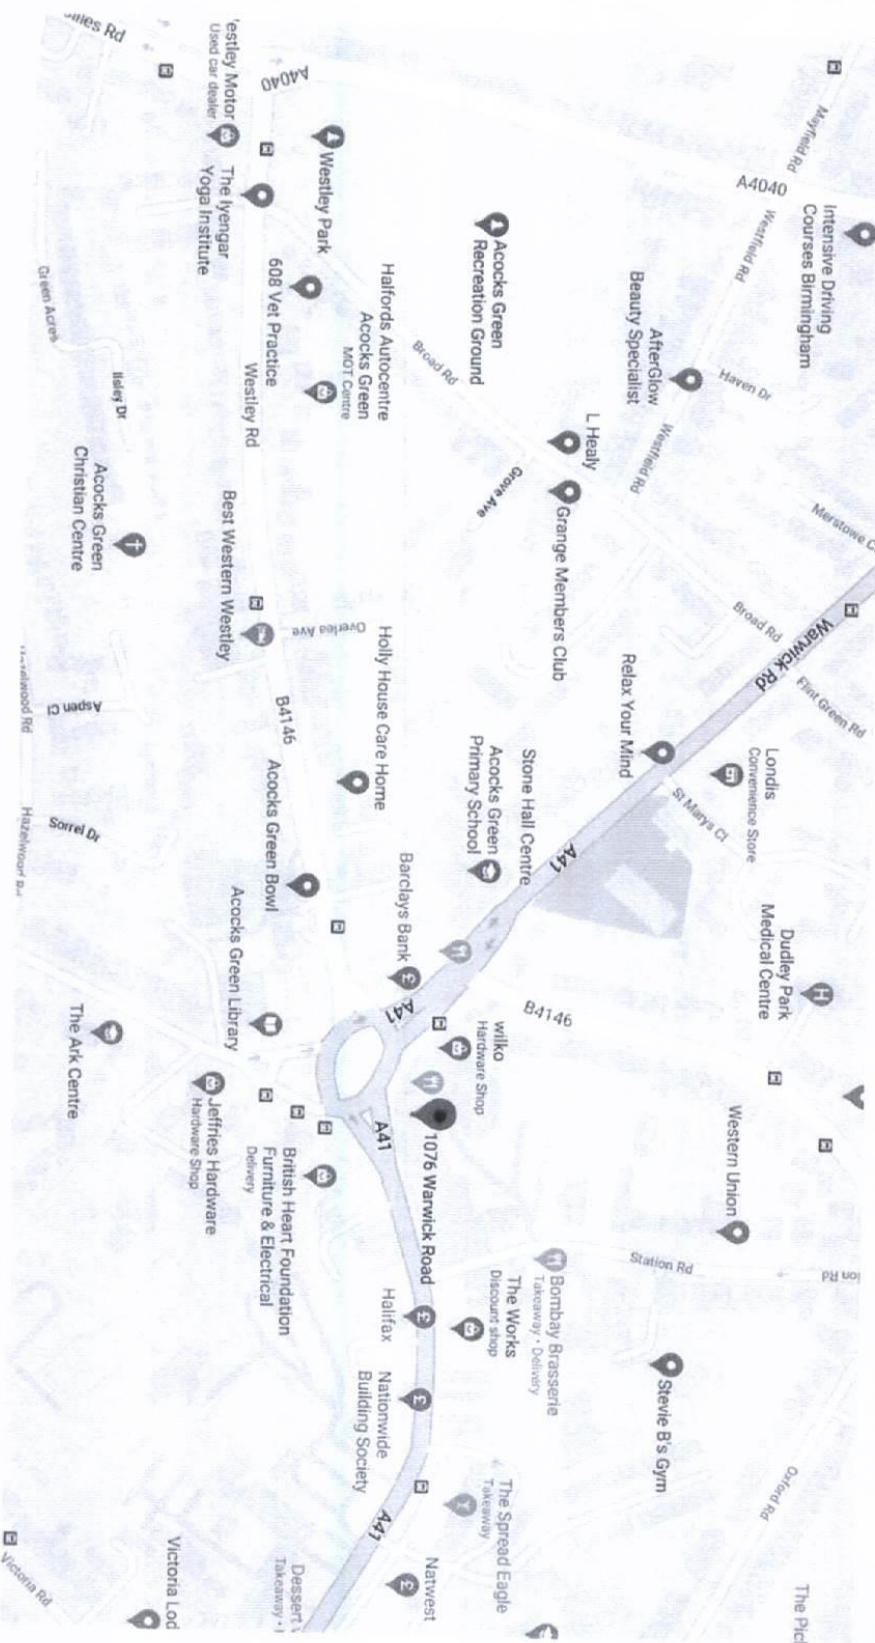 Mayfield Rd
A4040
Westfield Rd
Intensive Driving
Courses Birmingham
Haven Dr
AfterGlow
Beauty Specialist
Westfield Rd
Merstowe C
Warwick Rd
Broad Rd
Flint Green Rd
L Healy
Grange Members Club
Grove Ave
Broad Rd
Acocks Green
Recreation Ground
Westley Park
A4040
Halfords Autocentre
Acocks Green
MOT Centre
608 Vet Practice
'estley Motor
Used car dealer
The Iyengar
Yoga Institute
Westley Rd
Green Acres
Ilsley Dr
Acocks Green
Christian Centre
Best Western Westley
Overlea Ave
Holly House Care Home
B4146
Aspen Cl
Hazelwood Rd
Sorrel Dr
Acocks Green Bowl
Relax Your Mind
Londis
Convenience Store
St Marys Cl
Stone Hall Centre
Acocks Green
Primary School
A41
Barclays Bank
A41
Acocks Green Library
The Ark Centre
Dudley Park
Medical Centre
B4146
wilko
Hardware Shop
1076 Warwick Road
A41
Jeffries Hardware
Hardware Shop
British Heart Foundation
Furniture & Electrical
Delivery
Western Union
Station Rd
Bombay Brasserie
Takeaway • Delivery
The Works
Discount shop
Halifax
Nationwide
Building Society
Stevie B's Gym
Oxford Rd
The Spread Eagle
Takeaway
A41
Natwest
Dessert
Takeaway •
Victoria Lod
Victoria Rd
The Pic